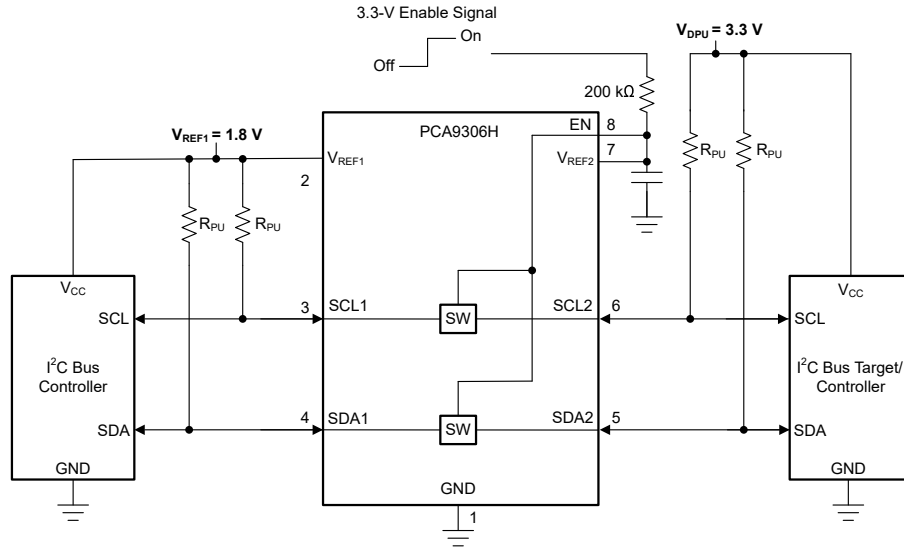 3.3-V Enable Signal
On
Off
V_DPU = 3.3 V
200 kΩ
PCA9306H
EN
8
V_REF1 = 1.8 V
V_REF1
2
V_REF2
7
R_PU
R_PU
R_PU
R_PU
V_CC
V_CC
SCL
3
SCL1
SW
SCL2
6
SCL
I²C Bus
Controller
I²C Bus Target/
Controller
SDA
4
SDA1
SW
SDA2
5
SDA
GND
GND
1
GND